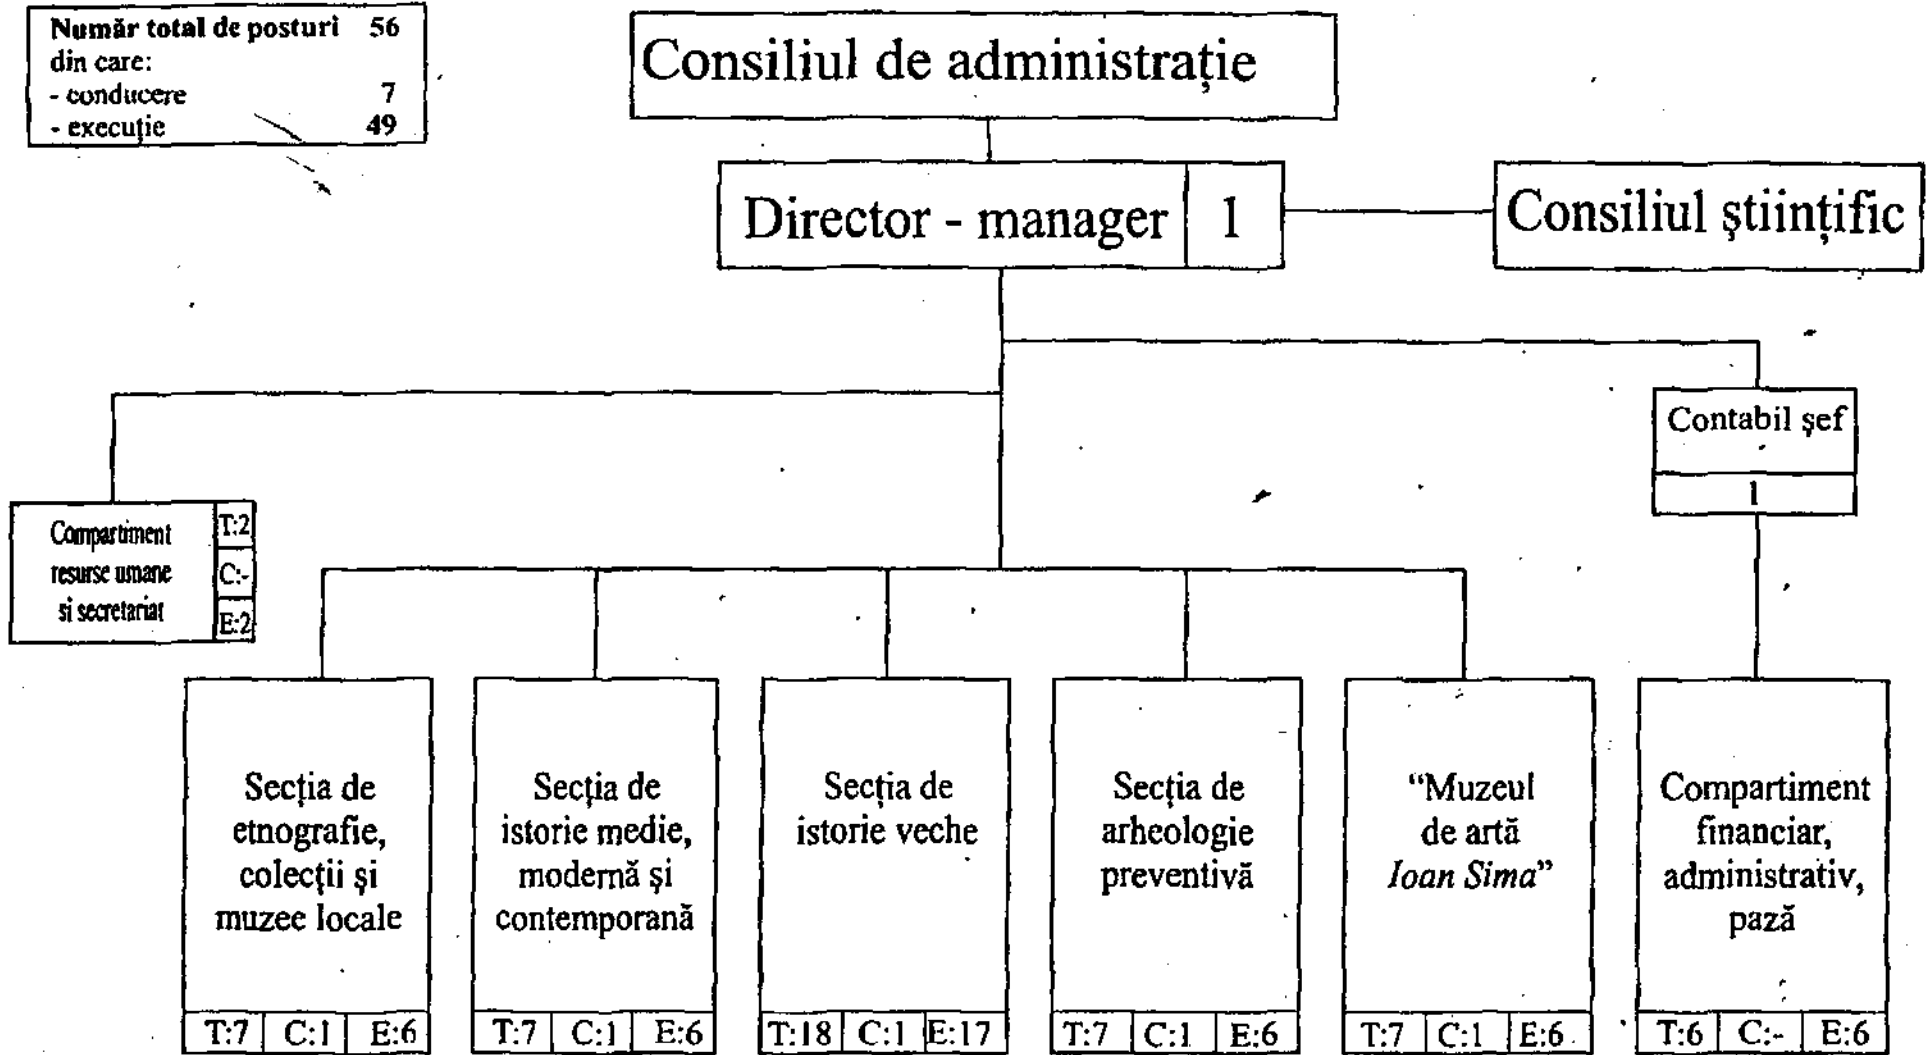 Număr total de posturi 56
din care:
- conducere 7
- execuție 49
Consiliul de administrație
Director - manager 1
Consiliul științific
Contabil șef
1
Compartiment
resurse umane
si secretariat
T:2
C:-
E:2
Secția de
etnografie,
colecții și
muzee locale
T:7 C:1 E:6
Secția de
istorie medie,
modernă și
contemporană
T:7 C:1 E:6
Secția de
istorie veche
T:18 C:1 E:17
Secția de
arheologie
preventivă
T:7 C:1 E:6
“Muzeul
de artă
Ioan Sima”
T:7 C:1 E:6
Compartiment
financiar,
administrativ,
pază
T:6 C:- E:6